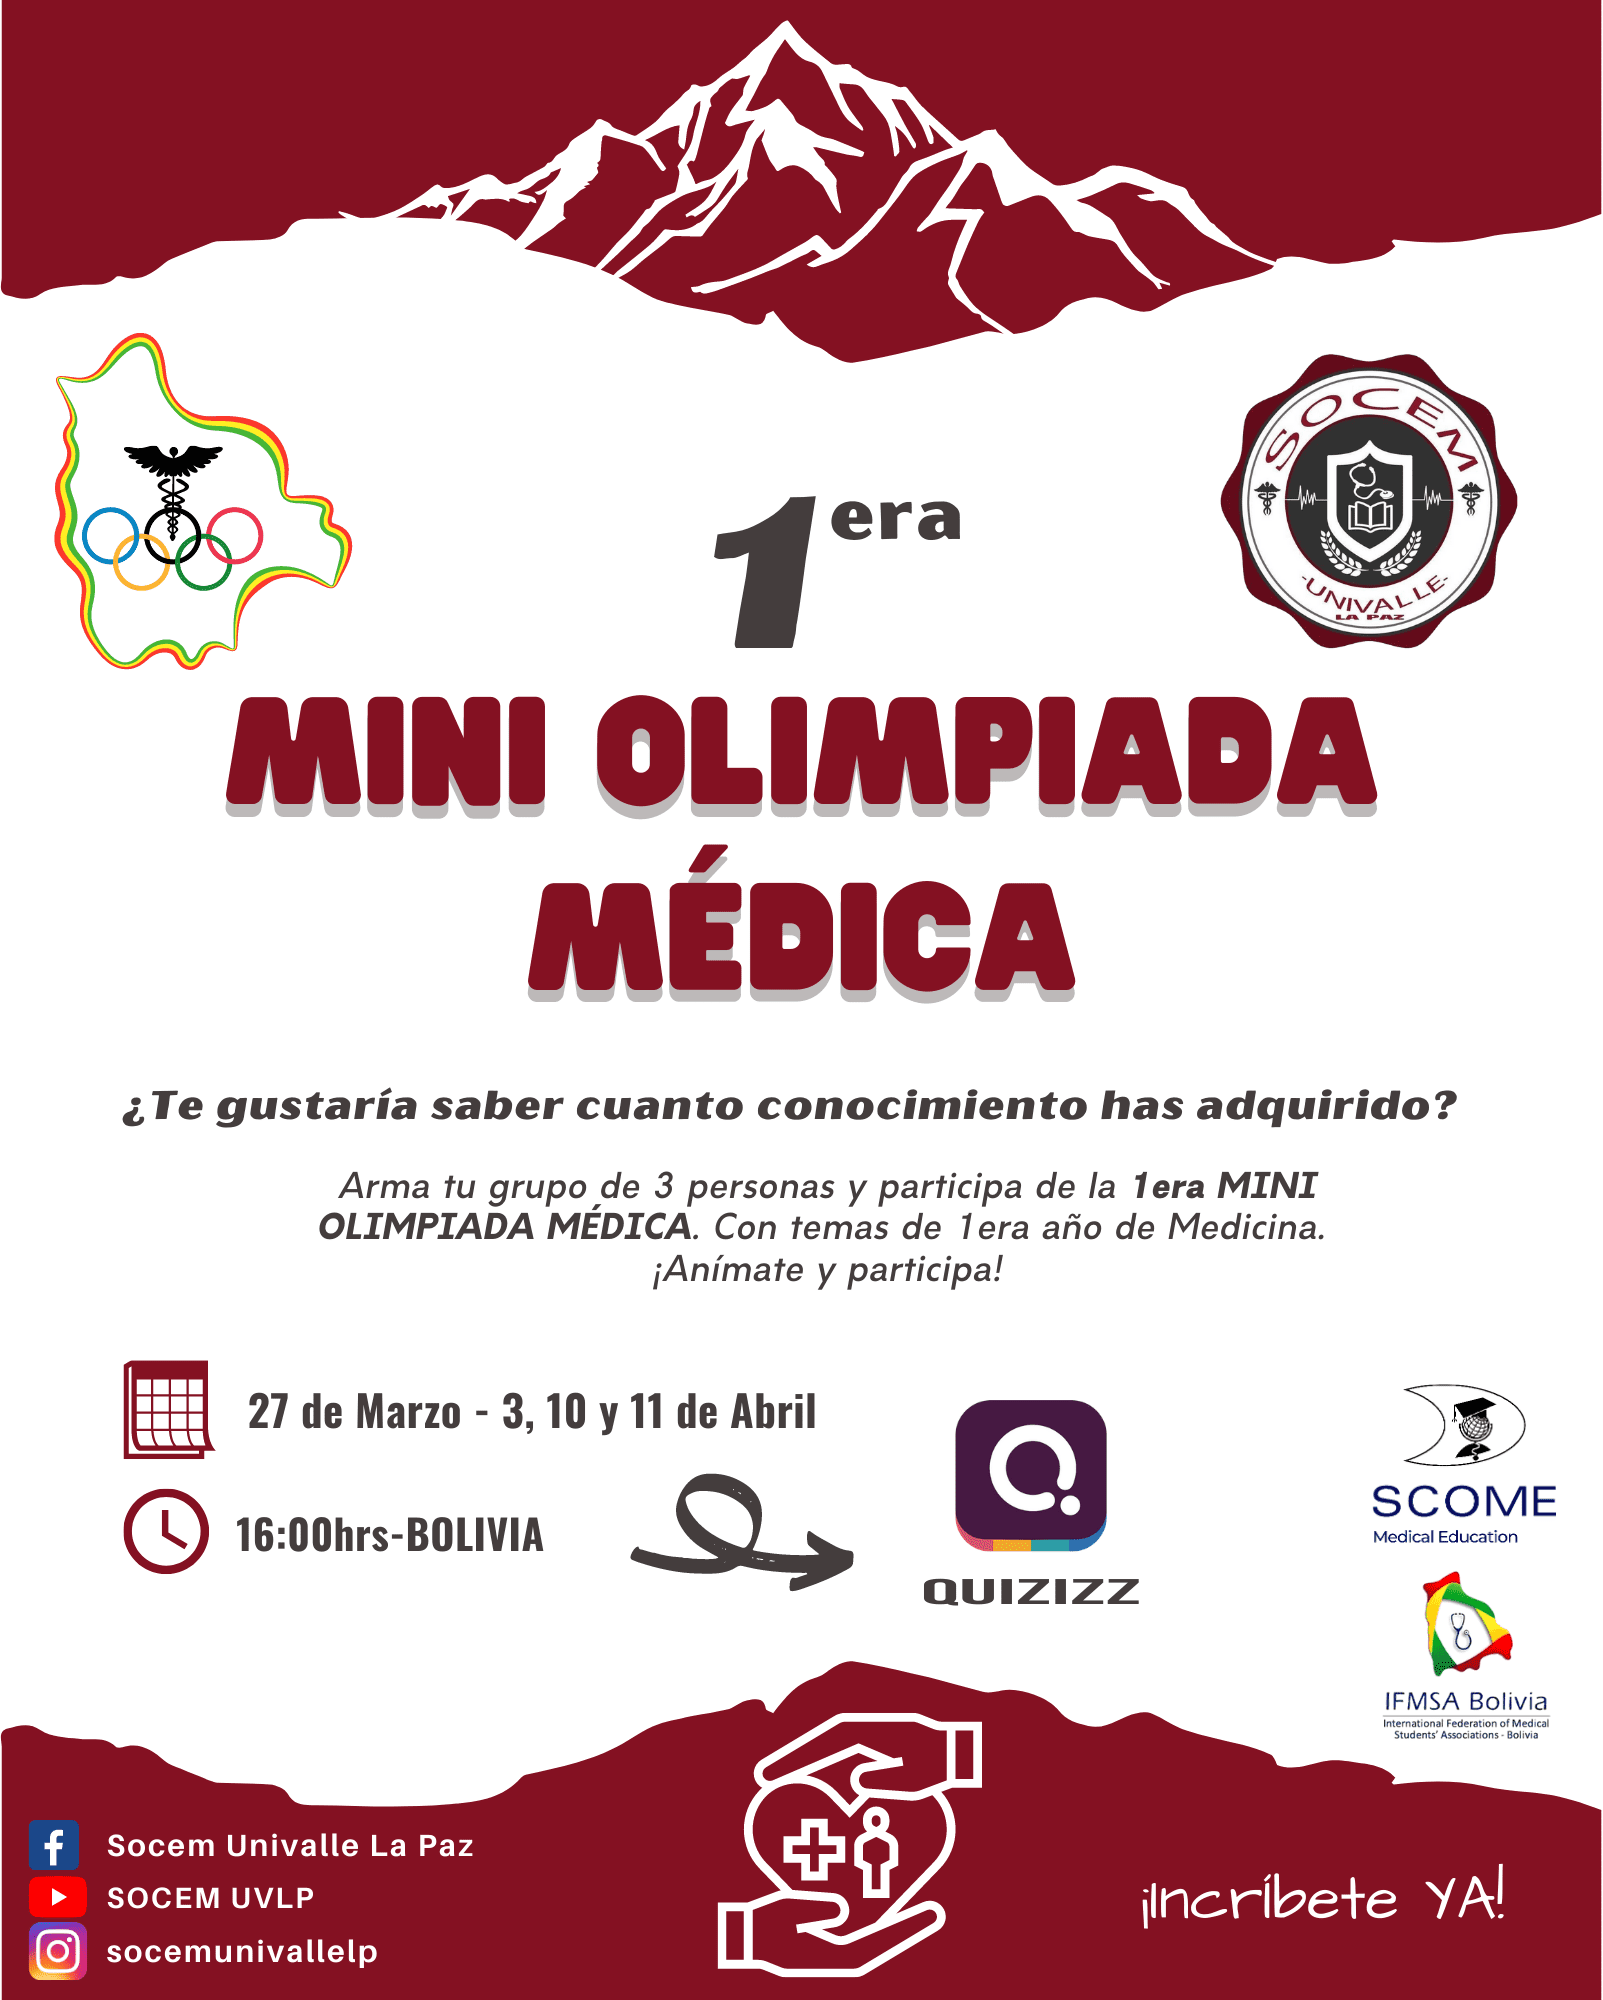 SOCEM
-UNIVALLE-
LA PAZ
1era
MINI OLIMPIADA
MÉDICA
¿Te gustaría saber cuanto conocimiento has adquirido?
Arma tu grupo de 3 personas y participa de la 1era MINI
OLIMPIADA MÉDICA. Con temas de 1era año de Medicina.
¡Anímate y participa!
27 de Marzo - 3, 10 y 11 de Abril
16:00hrs-BOLIVIA
QUIZIZZ
SCOME
Medical Education
IFMSA Bolivia
International Federation of Medical
Students' Associations - Bolivia
Socem Univalle La Paz
SOCEM UVLP
socemunivallelp
¡Incríbete YA!